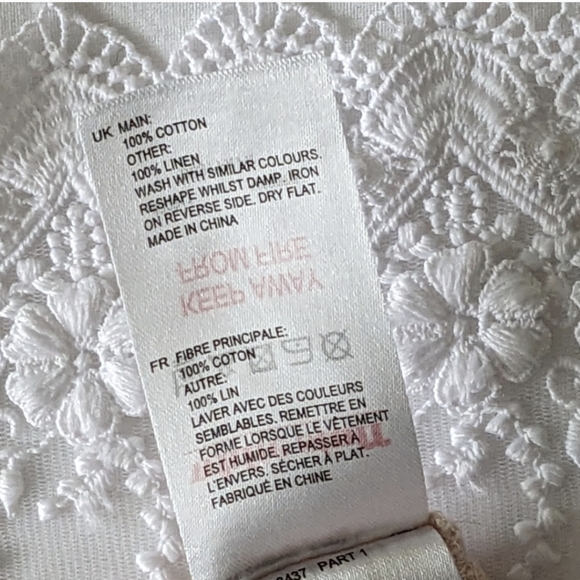 UK MAIN:
100% COTTON
OTHER:
100% LINEN
WASH WITH SIMILAR COLOURS.
RESHAPE WHILST DAMP. IRON
ON REVERSE SIDE. DRY FLAT.
MADE IN CHINA
KEEP AWAY
FROM FIRE
FR FIBRE PRINCIPALE:
100% COTON
AUTRE:
100% LIN
LAVER AVEC DES COULEURS
SEMBLABLES. REMETTRE EN
FORME LORSQUE LE VÊTEMENT
EST HUMIDE. REPASSER À
L'ENVERS. SÉCHER À PLAT.
FABRIQUÉ EN CHINE
PART 1